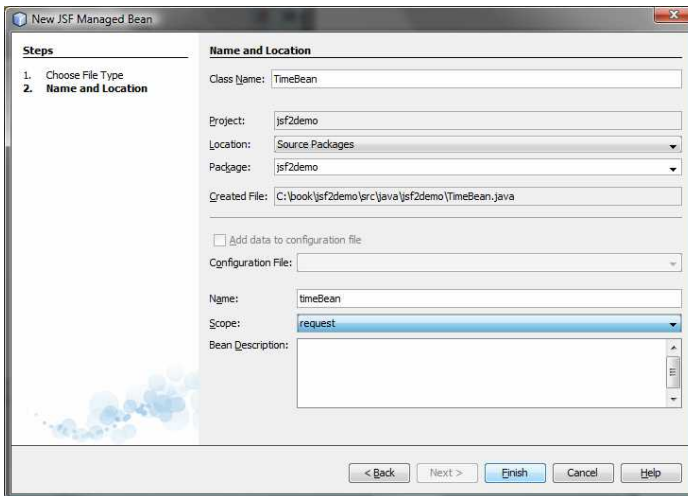 New JSF Managed Bean
Steps
1. Choose File Type
2. Name and Location
Name and Location
Class Name: TimeBean
Project: jsf2demo
Location: Source Packages
Package: jsf2demo
Created File: C:\book\jsf2demo\src\java\jsf2demo\TimeBean.java
Add data to configuration file
Configuration File:
Name: timeBean
Scope: request
Bean Description:
< Back Next > Finish Cancel Help